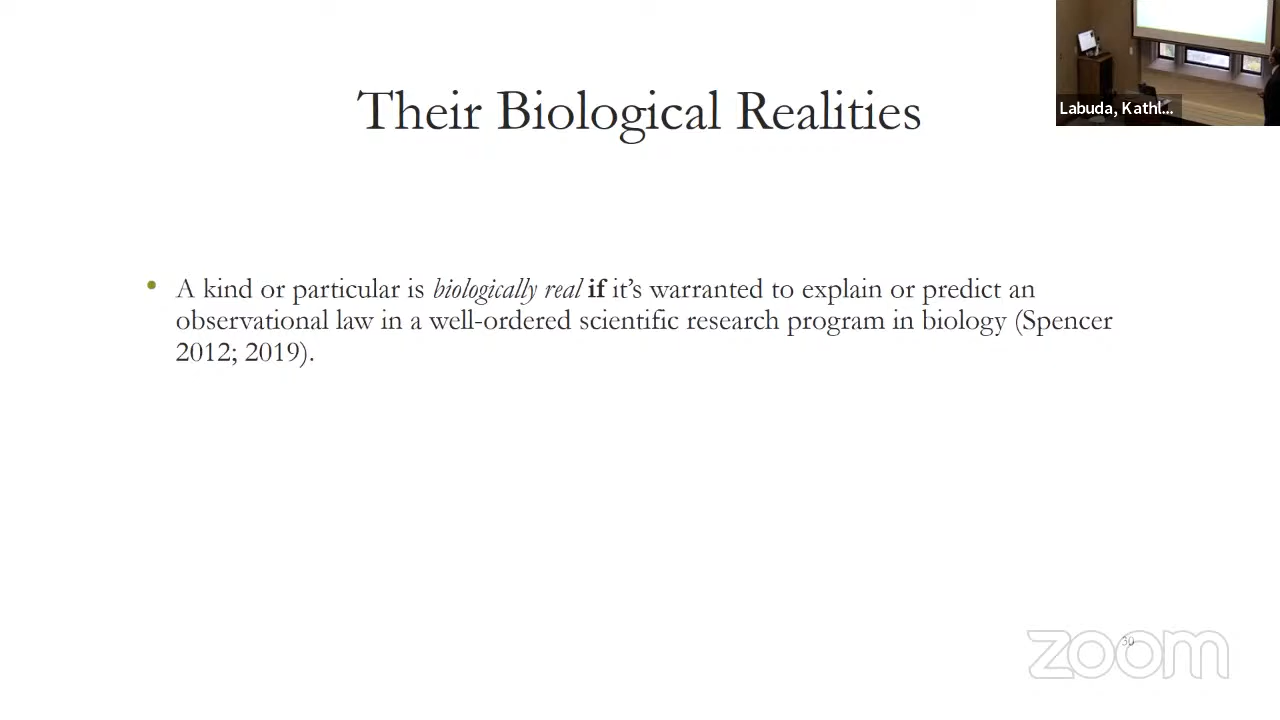 Their Biological Realities
Labuda, Kathl...
• A kind or particular is biologically real if it’s warranted to explain or predict an
observational law in a well-ordered scientific research program in biology (Spencer
2012; 2019).
30
zoom